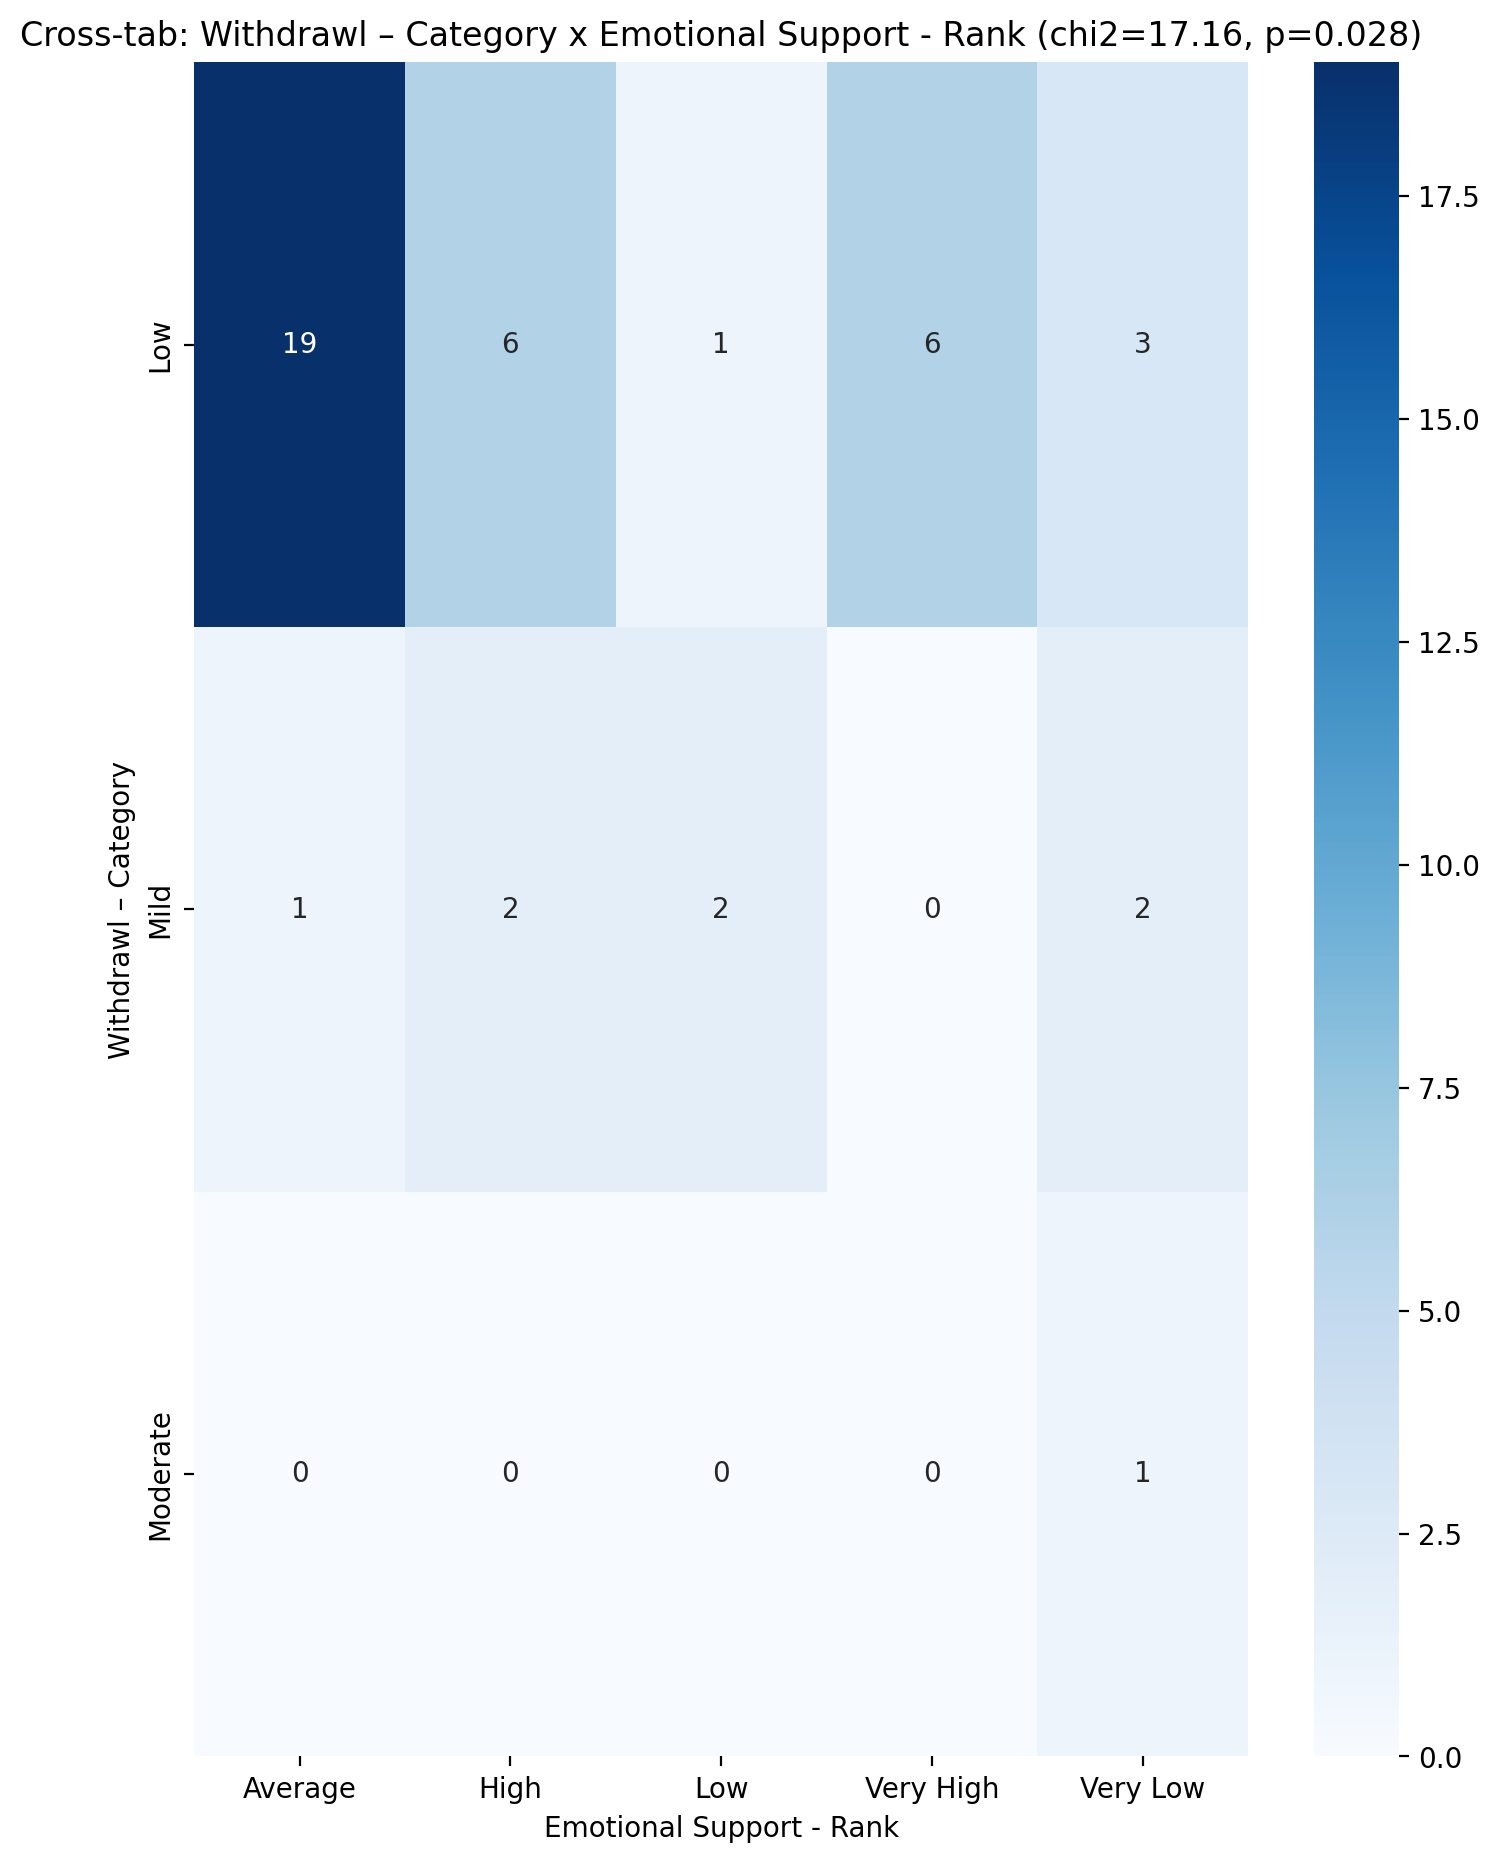 Cross-tab: Withdrawl – Category x Emotional Support - Rank (chi2=17.16, p=0.028)
Withdrawl – Category
Low
19 6 1 6 3
Mild
1 2 2 0 2
Moderate
0 0 0 0 1
Average High Low Very High Very Low
Emotional Support - Rank
17.5
15.0
12.5
10.0
7.5
5.0
2.5
0.0